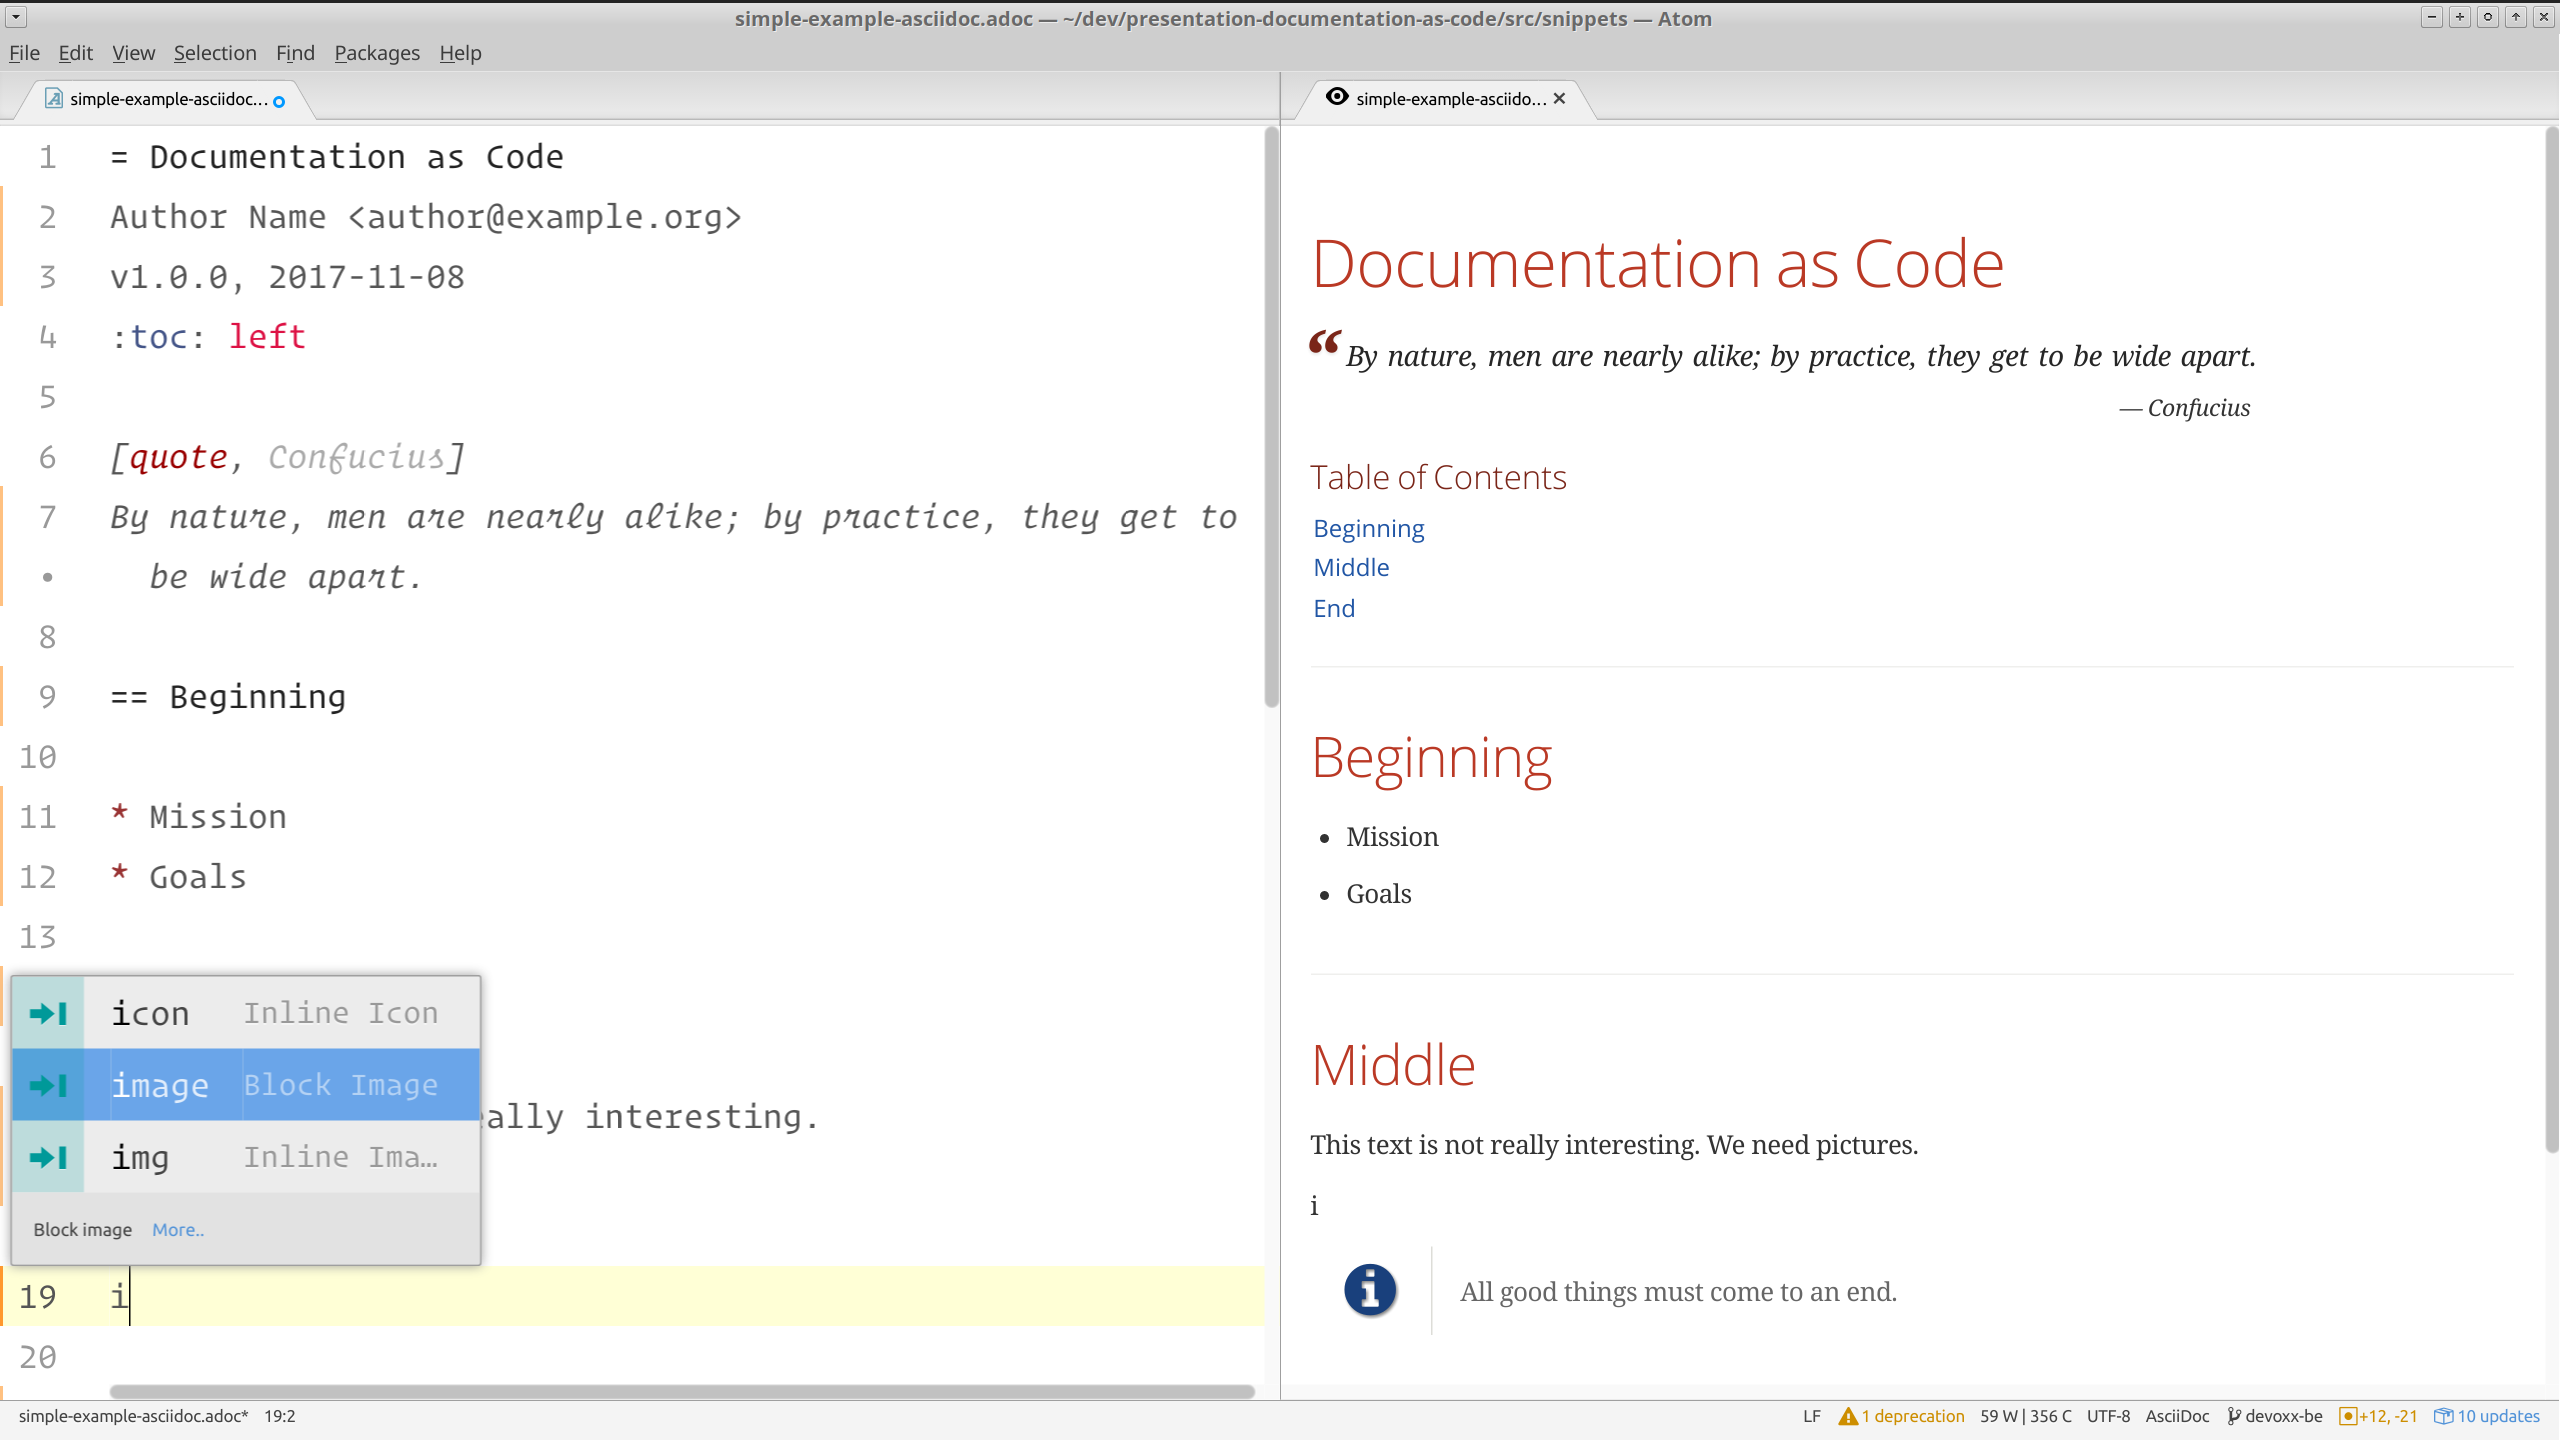 simple-example-asciidoc.adoc — ~/dev/presentation-documentation-as-code/src/snippets — Atom
File Edit View Selection Find Packages Help
simple-example-asciidoc...
1 = Documentation as Code
2 Author Name <author@example.org>
3 v1.0.0, 2017-11-08
4 :toc: left
5
6 [quote, Confucius]
7 By nature, men are nearly alike; by practice, they get to
• be wide apart.
8
9 == Beginning
10
11 * Mission
12 * Goals
13
icon Inline Icon
image Block Image
eally interesting.
img Inline Ima…
Block image More..
19 i
20
simple-example-asciido...
Documentation as Code
“ By nature, men are nearly alike; by practice, they get to be wide apart.
— Confucius
Table of Contents
Beginning
Middle
End
Beginning
• Mission
• Goals
Middle
This text is not really interesting. We need pictures.
i
All good things must come to an end.
simple-example-asciidoc.adoc* 19:2
LF 1 deprecation 59 W | 356 C UTF-8 AsciiDoc devoxx-be +12, -21 10 updates